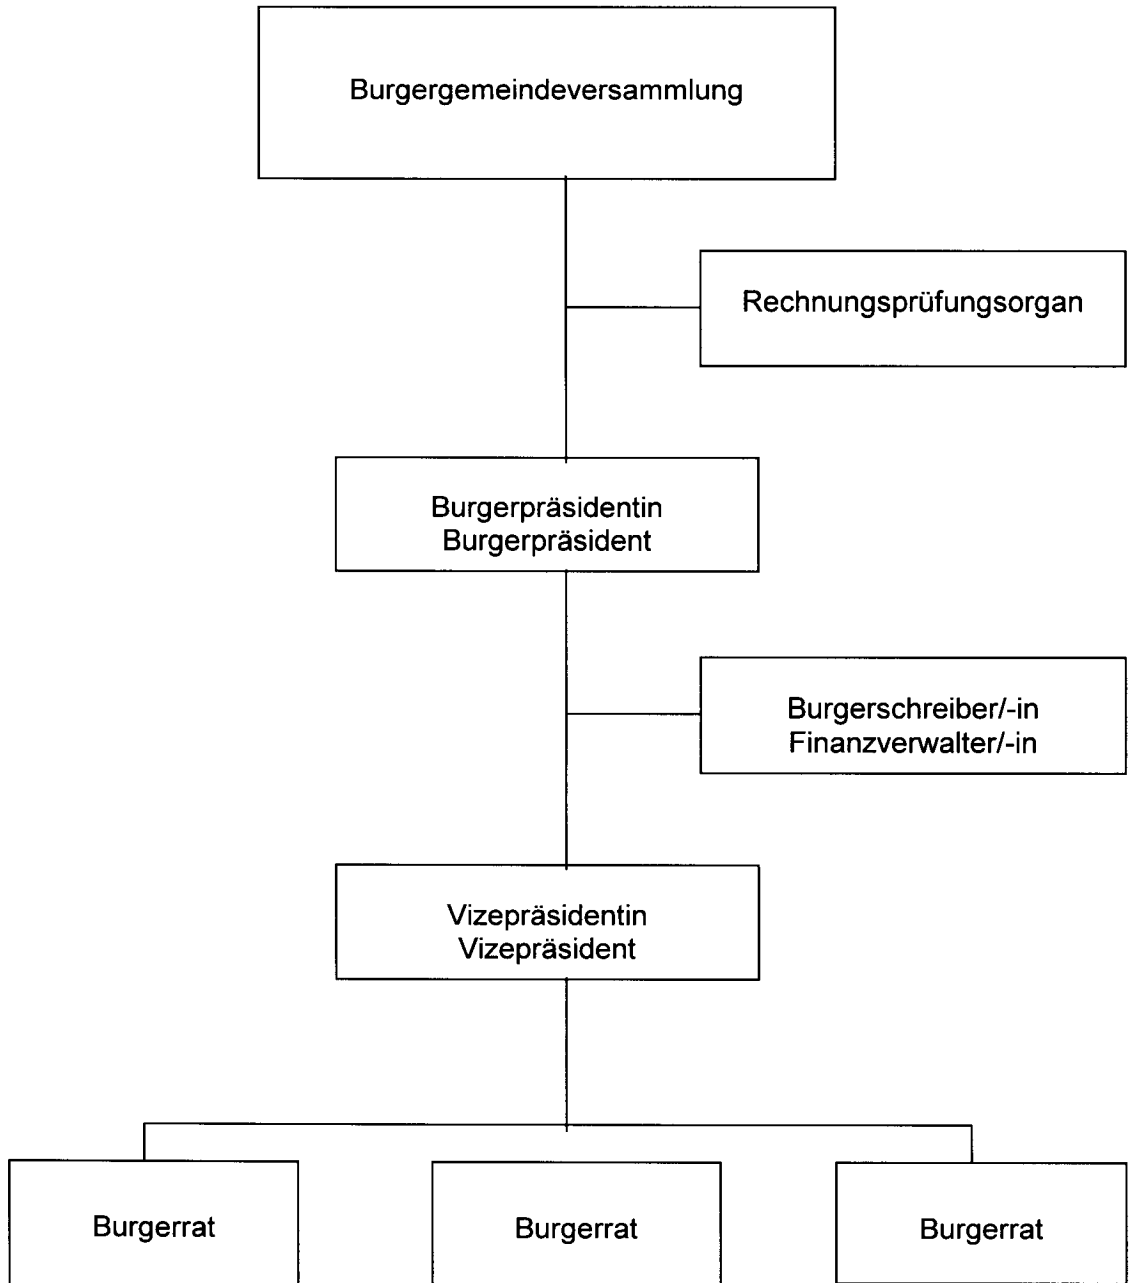 Burgergemeindeversammlung
Rechnungsprüfungsorgan
Burgerpräsidentin
Burgerpräsident
Burgerschreiber/-in
Finanzverwalter/-in
Vizepräsidentin
Vizepräsident
Burgerrat
Burgerrat
Burgerrat